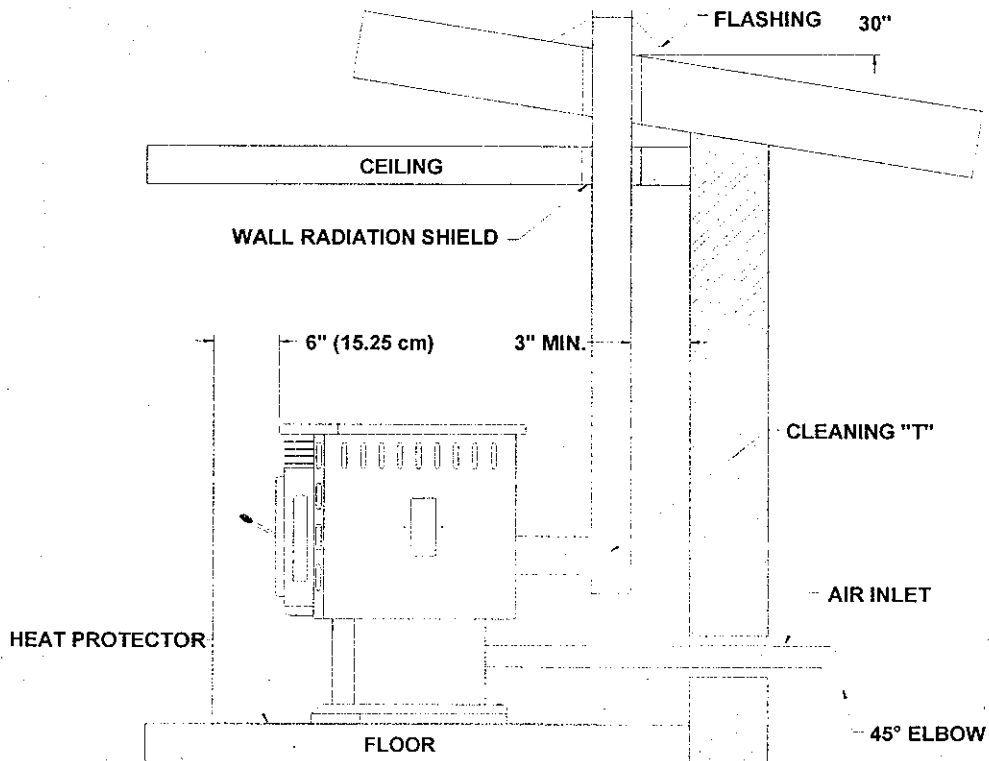 FLASHING
30"
CEILING
WALL RADIATION SHIELD
6" (15.25 cm)
3" MIN.
CLEANING "T"
AIR INLET
HEAT PROTECTOR
45° ELBOW
FLOOR